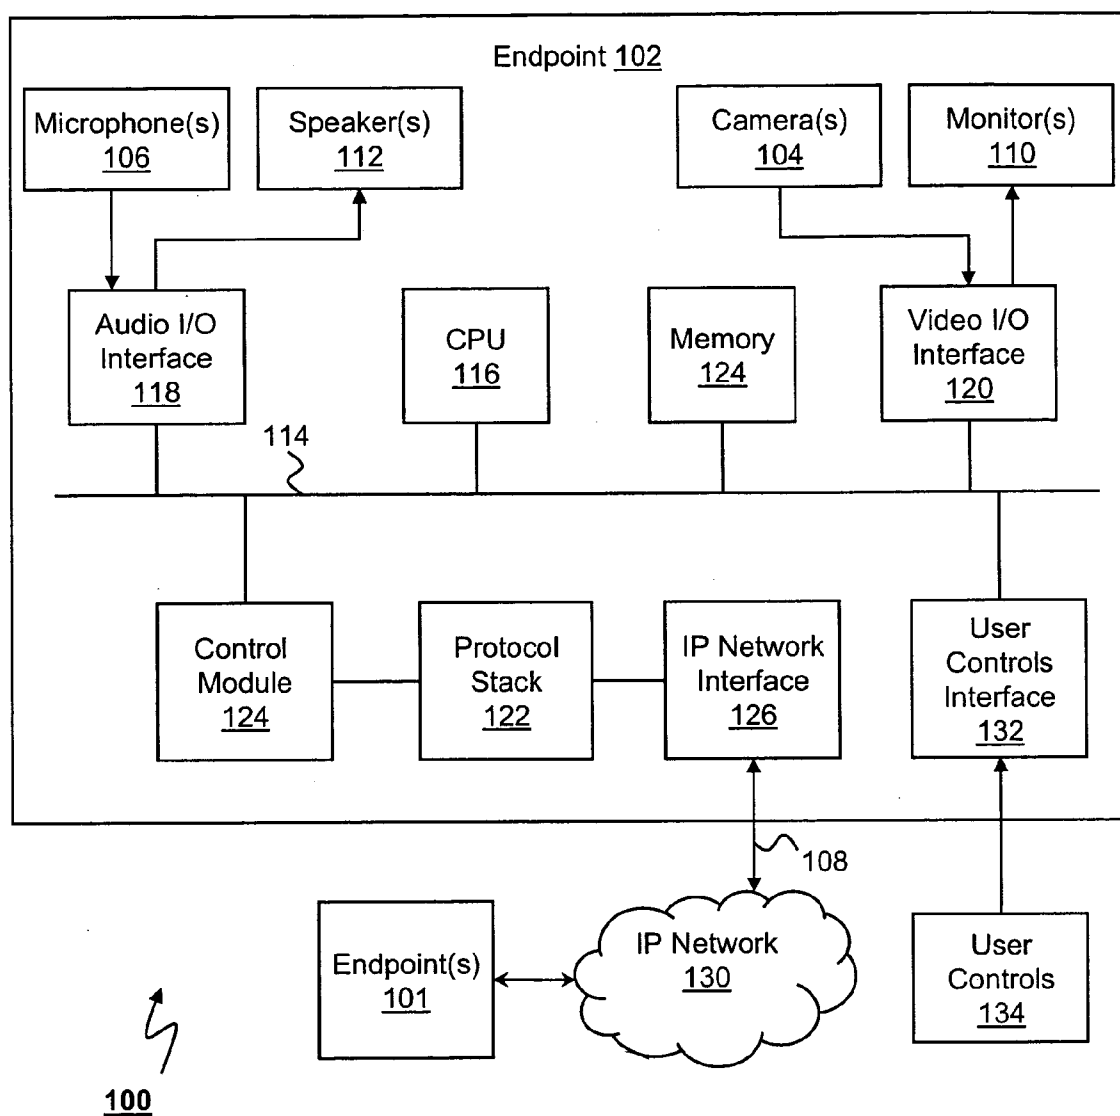 Endpoint 102
Microphone(s)
106
Speaker(s)
112
Camera(s)
104
Monitor(s)
110
Audio I/O
Interface
118
CPU
116
Memory
124
Video I/O
Interface
120
114
Control
Module
124
Protocol
Stack
122
IP Network
Interface
126
User
Controls
Interface
132
108
Endpoint(s)
101
IP Network
130
User
Controls
134
100